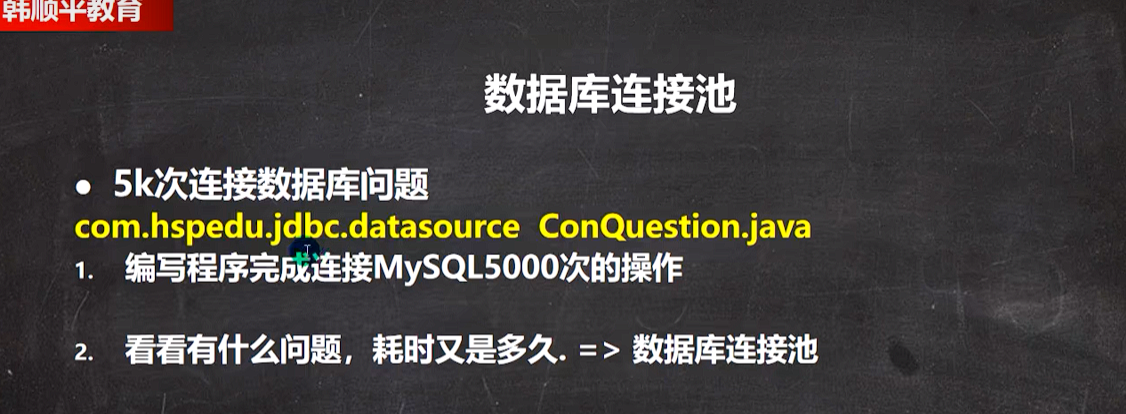 韩顺平教育
数据库连接池
● 5k次连接数据库问题
com.hspedu.jdbc.datasource ConQuestion.java
1. 编写程序完成连接MySQL5000次的操作
2. 看看有什么问题，耗时又是多久. => 数据库连接池